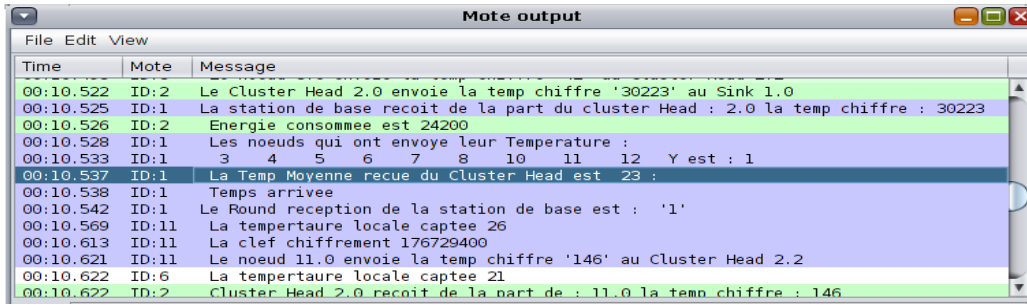 Mote output
File Edit View
Time Mote Message
00:10.522 ID:2 Le Cluster Head 2.0 envoie la temp chiffre '30223' au Sink 1.0
00:10.525 ID:1 La station de base recoit de la part du cluster Head : 2.0 la temp chiffre : 30223
00:10.526 ID:2 Energie consommee est 24200
00:10.528 ID:1 Les noeuds qui ont envoye leur Temperature :
00:10.533 ID:1 3 4 5 6 7 8 10 11 12 Y est : 1
00:10.537 ID:1 La Temp Moyenne recue du Cluster Head est 23 :
00:10.538 ID:1 Temps arrivee
00:10.542 ID:1 Le Round reception de la station de base est : '1'
00:10.569 ID:11 La tempertaure locale captee 26
00:10.613 ID:11 La clef chiffrement 176729400
00:10.621 ID:11 Le noeud 11.0 envoie la temp chiffre '146' au Cluster Head 2.2
00:10.622 ID:6 La tempertaure locale captee 21
00:10.622 ID:2 Cluster Head 2.0 recoit de la part de : 11.0 la temp chiffre : 146